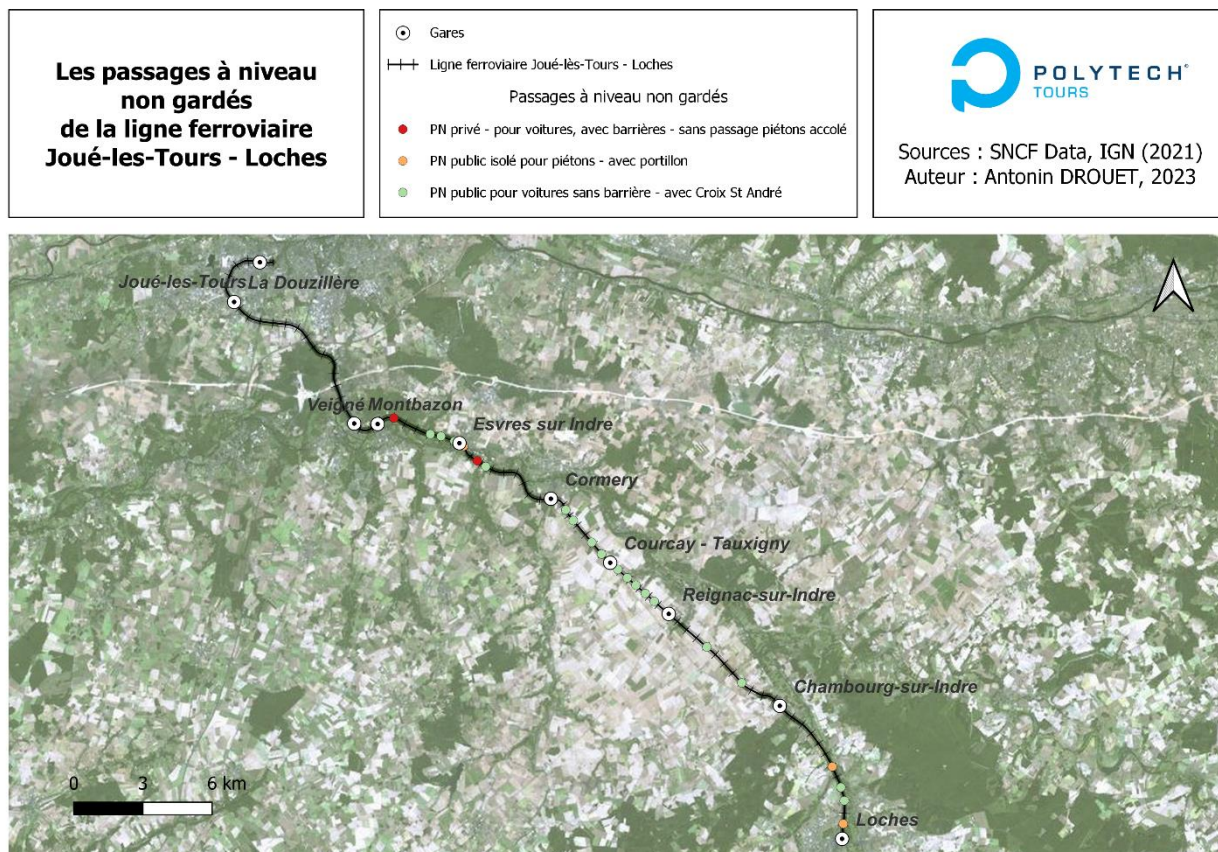 Les passages à niveau
non gardés
de la ligne ferroviaire
Joué-les-Tours - Loches
Gares
Ligne ferroviaire Joué-lès-Tours - Loches
Passages à niveau non gardés
PN privé - pour voitures, avec barrières - sans passage piétons accolé
PN public isolé pour piétons - avec portillon
PN public pour voitures sans barrière - avec Croix St André
POLYTECH
TOURS
Sources : SNCF Data, IGN (2021)
Auteur : Antonin DROUET, 2023
Joué-les-Tours La Douzillère
Veigné Montbazon
Esvres sur Indre
Cormery
Courcay - Tauxigny
Reignac-sur-Indre
Chambourg-sur-Indre
Loches
0 3 6 km